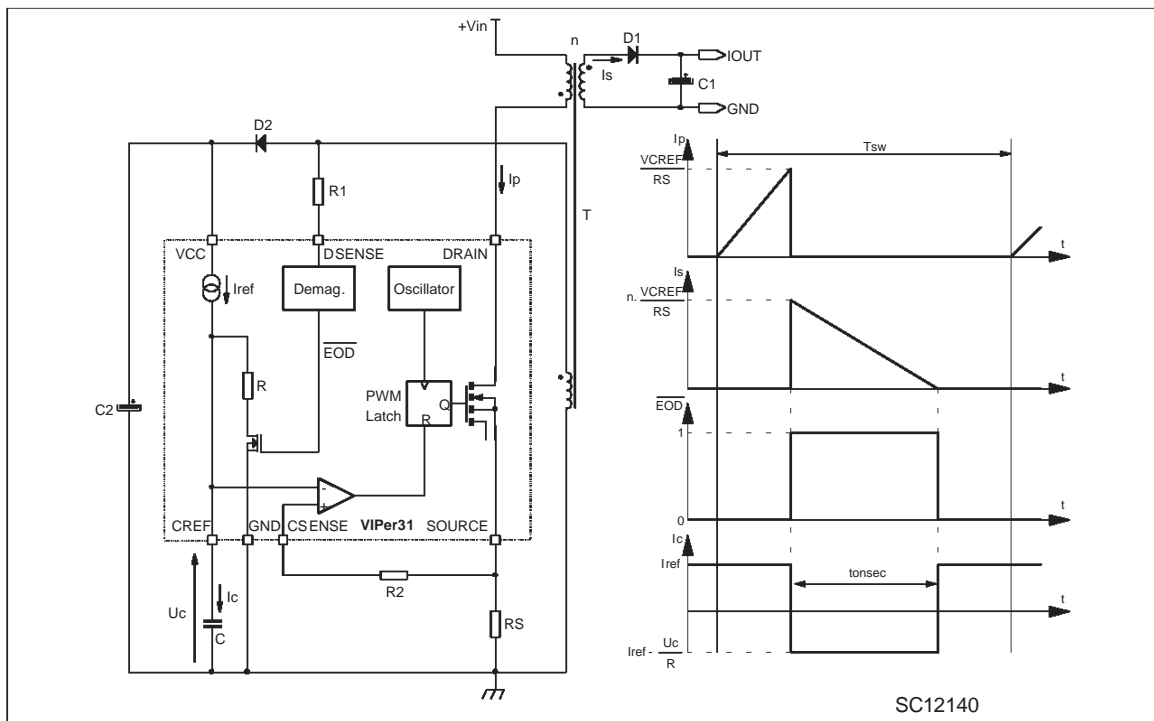 +Vin
n
D1
IOUT
Is
C1
GND
D2
R1
Ip
T
VCC
DSENSE
DRAIN
Iref
Demag.
Oscillator
EOD
R
PWM
Latch
Q
R
C2
-
+
CREF
GND
CSENSE
VIPer31
SOURCE
Uc
Ic
C
R2
RS
Ip
VCREF
RS
Tsw
t
Is
n. VCREF
RS
t
EOD
1
0
t
Ic
Iref
tonsec
t
Iref - Uc
R
SC12140